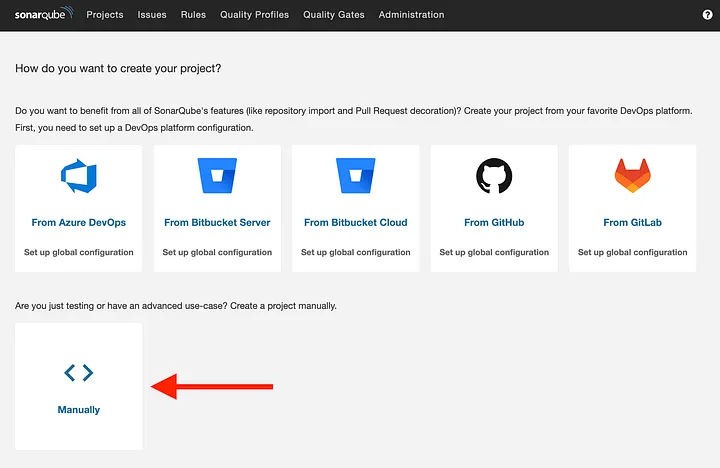 sonarqube Projects Issues Rules Quality Profiles Quality Gates Administration ?
How do you want to create your project?
Do you want to benefit from all of SonarQube's features (like repository import and Pull Request decoration)? Create your project from your favorite DevOps platform.
First, you need to set up a DevOps platform configuration.
From Azure DevOps From Bitbucket Server From Bitbucket Cloud From GitHub From GitLab
Set up global configuration Set up global configuration Set up global configuration Set up global configuration Set up global configuration
Are you just testing or have an advanced use-case? Create a project manually.
Manually